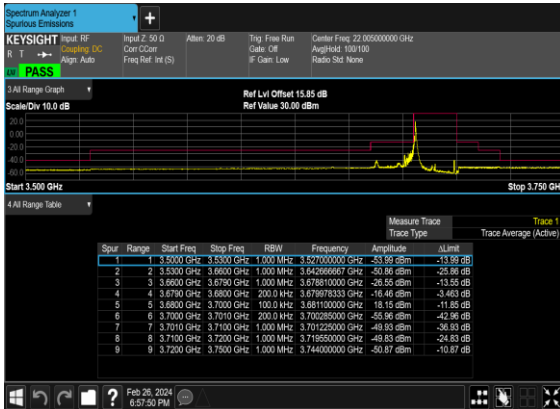 Spectrum Analyzer 1
Spurious Emissions
+
KEYSIGHT Input: RF Input Z: 50 Ω Atten: 20 dB Trig: Free Run Center Freq: 22.005000000 GHz
R T Coupling: DC Corr CCorr Gate: Off Avg|Hold: 100/100
Align: Auto Freq Ref: Int (S) IF Gain: Low Radio Std: None
PASS
3 All Range Graph Ref Lvl Offset 15.85 dB
Scale/Div 10.0 dB Ref Value 30.00 dBm
20.0
0.00
-20.0
-40.0
-60.0
Start 3.500 GHz Stop 3.750 GH
4 All Range Table
Measure Trace Trace 1
Trace Type Trace Average (Active)
Spur Range Start Freq Stop Freq RBW Frequency Amplitude ΔLimit
1 1 3.5000 GHz 3.5300 GHz 1.000 MHz 3.527000000 GHz -53.99 dBm -13.99 dB
2 2 3.5300 GHz 3.6600 GHz 1.000 MHz 3.642666667 GHz -50.86 dBm -25.86 dB
3 3 3.6600 GHz 3.6790 GHz 1.000 MHz 3.678810000 GHz -26.55 dBm -13.55 dB
4 4 3.6790 GHz 3.6800 GHz 200.0 kHz 3.679978333 GHz -16.46 dBm -3.463 dB
5 5 3.6800 GHz 3.7000 GHz 100.0 kHz 3.681100000 GHz 18.15 dBm -11.85 dB
6 6 3.7000 GHz 3.7010 GHz 200.0 kHz 3.700285000 GHz -55.96 dBm -42.96 dB
7 7 3.7010 GHz 3.7100 GHz 1.000 MHz 3.701225000 GHz -49.93 dBm -36.93 dB
8 8 3.7100 GHz 3.7200 GHz 1.000 MHz 3.719550000 GHz -49.83 dBm -24.83 dB
9 9 3.7200 GHz 3.7500 GHz 1.000 MHz 3.744000000 GHz -50.87 dBm -10.87 dB
? Feb 26, 2024
6:57:50 PM